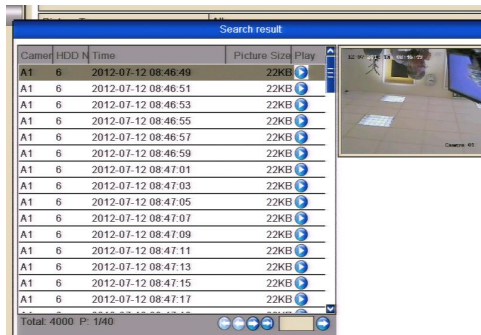 Search result
Camer HDD N Time Picture Size Play
A1 6 2012-07-12 08:46:49 22KB
A1 6 2012-07-12 08:46:51 22KB
A1 6 2012-07-12 08:46:53 22KB
A1 6 2012-07-12 08:46:55 22KB
A1 6 2012-07-12 08:46:57 22KB
A1 6 2012-07-12 08:46:59 22KB
A1 6 2012-07-12 08:47:01 22KB
A1 6 2012-07-12 08:47:03 22KB
A1 6 2012-07-12 08:47:05 22KB
A1 6 2012-07-12 08:47:07 22KB
A1 6 2012-07-12 08:47:09 22KB
A1 6 2012-07-12 08:47:11 22KB
A1 6 2012-07-12 08:47:13 22KB
A1 6 2012-07-12 08:47:15 22KB
A1 6 2012-07-12 08:47:17 22KB
Total: 4000 P: 1/40
Camera 01